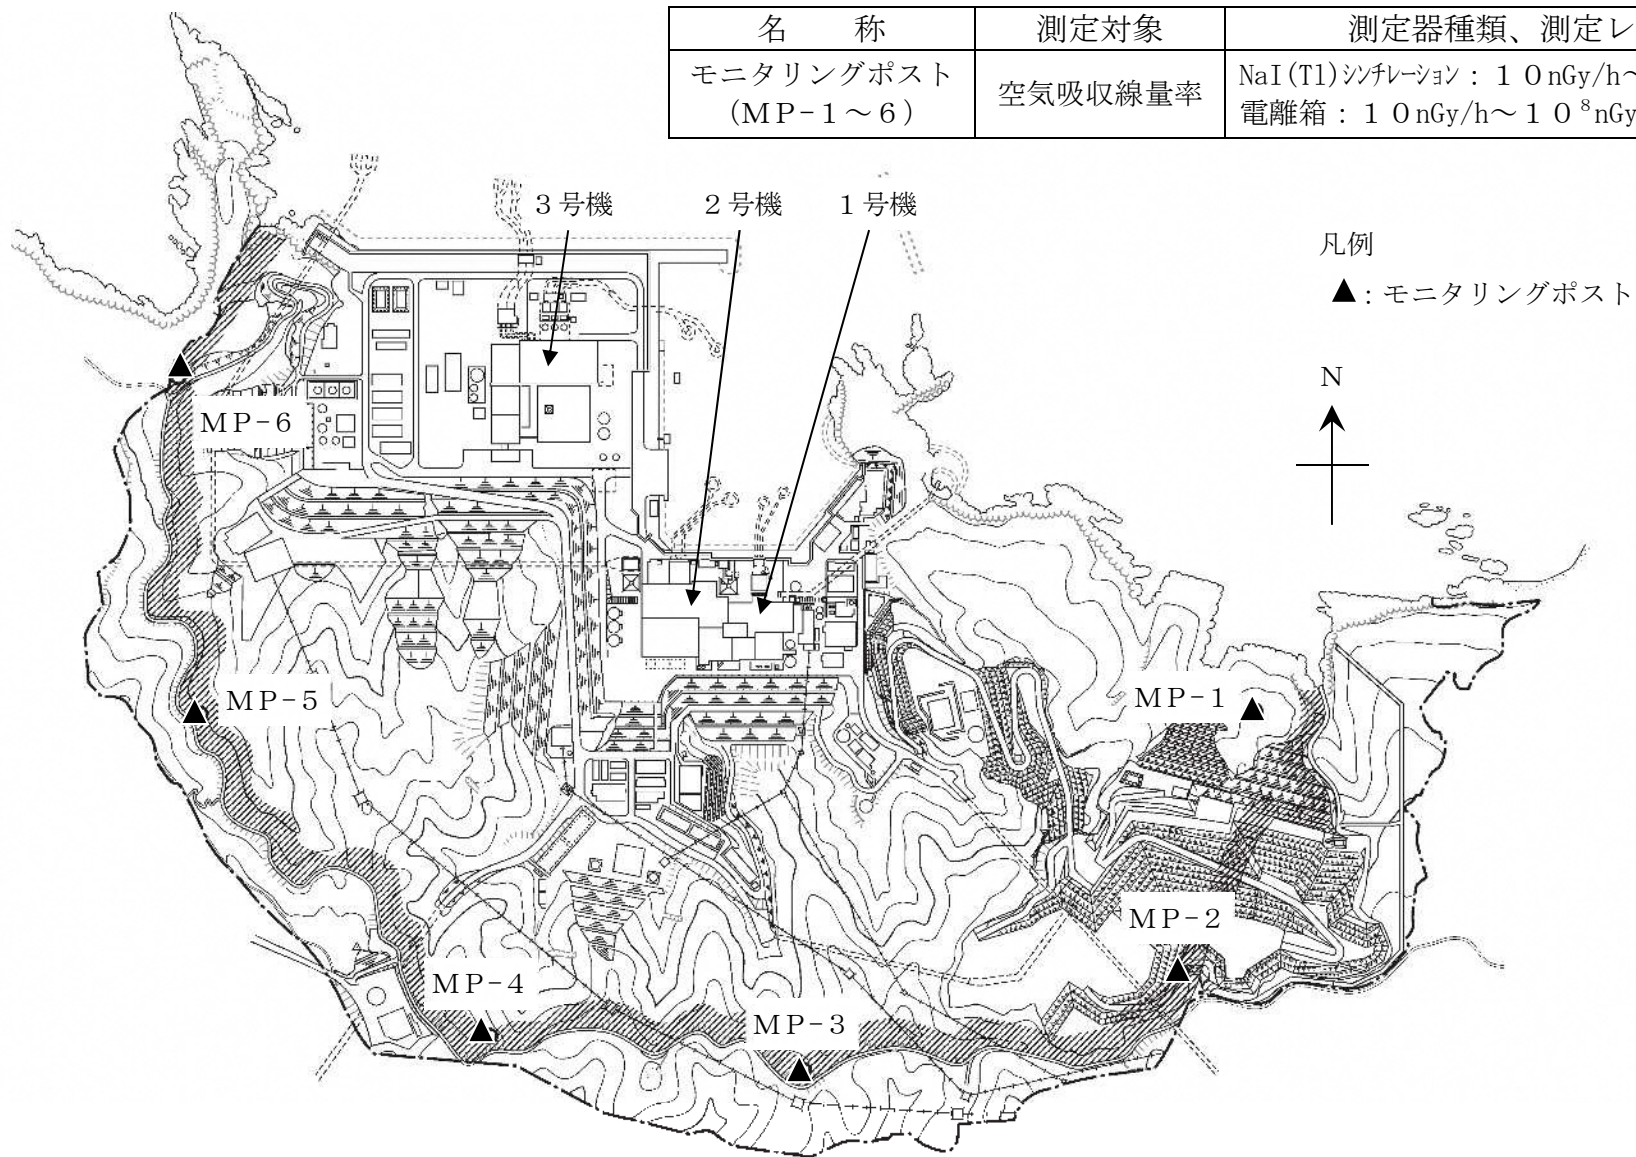 名　　称
測定対象
測定器種類、測定レ
モニタリングポスト
(ＭＰ-１～６)
空気吸収線量率
NaI(Tl)ｼﾝﾁﾚｰｼｮﾝ：１０nGy/h～
電離箱：１０nGy/h～１０⁸nGy
３号機
２号機
１号機
凡例
▲：モニタリングポスト
N
ＭＰ-６
ＭＰ-５
ＭＰ-１
ＭＰ-２
ＭＰ-４
ＭＰ-３